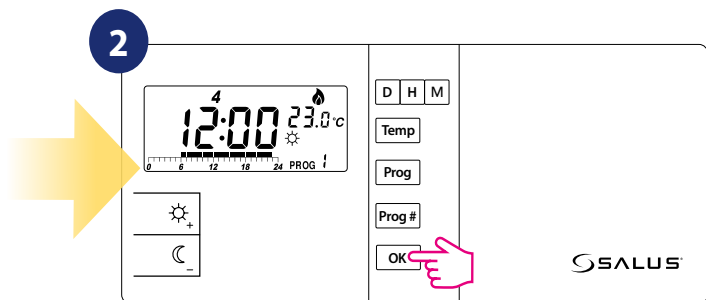 2
4
12:00 23.0 °C
0 6 12 18 24 PROG 1
+
−
D H M
Temp
Prog
Prog #
OK
SALUS